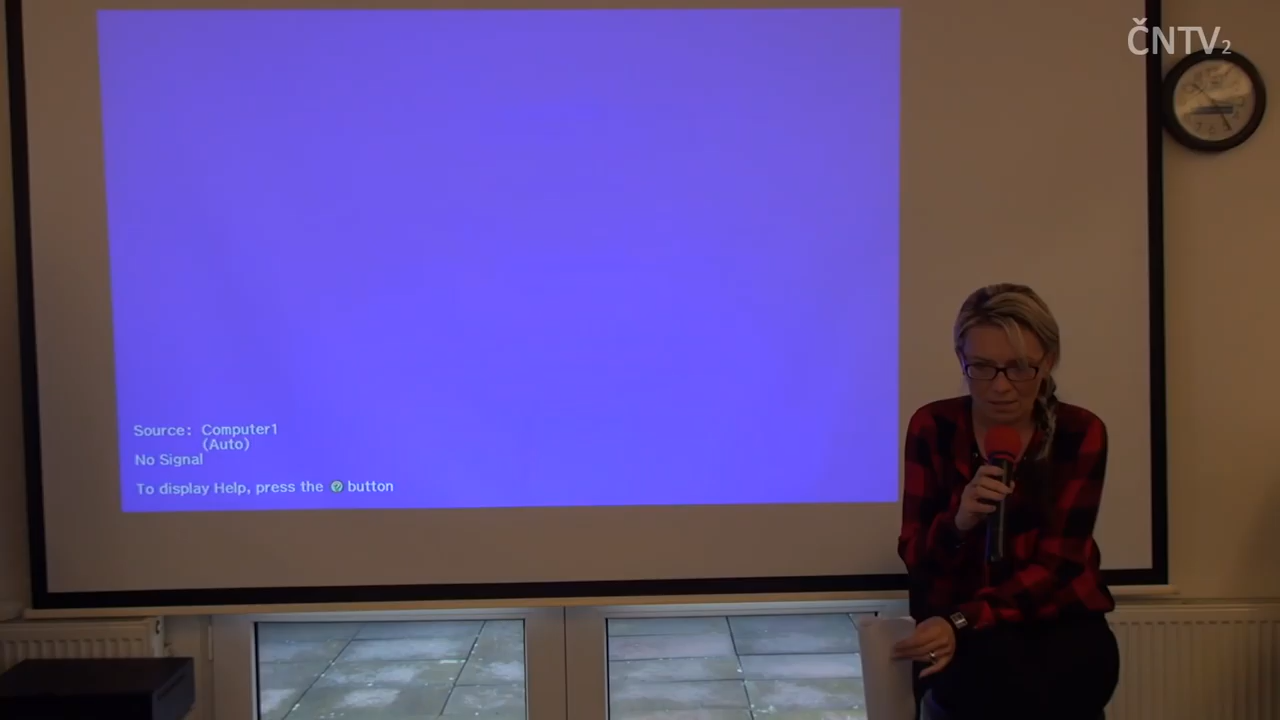 ČNTV2
Source: Computer1
(Auto)
No Signal
To display Help, press the ? button